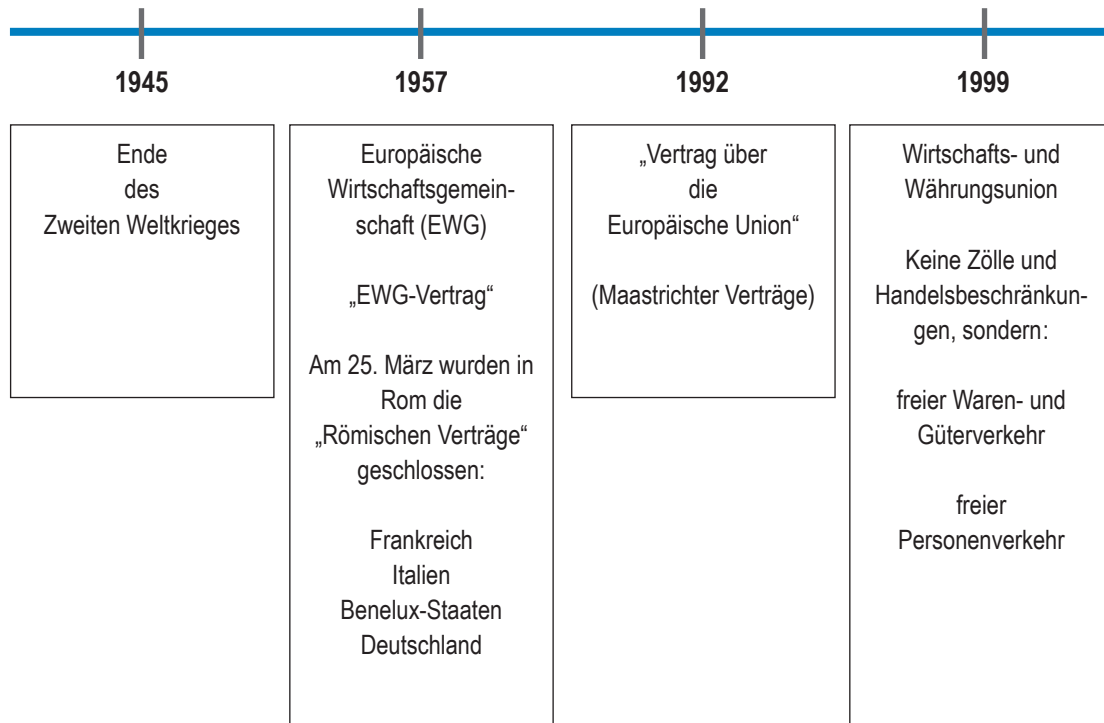 1945
1957
1992
1999
Ende
des
Zweiten Weltkrieges
Europäische
Wirtschaftsgemein-
schaft (EWG)
„EWG-Vertrag“
Am 25. März wurden in
Rom die
„Römischen Verträge“
geschlossen:
Frankreich
Italien
Benelux-Staaten
Deutschland
„Vertrag über
die
Europäische Union“
(Maastrichter Verträge)
Wirtschafts- und
Währungsunion
Keine Zölle und
Handelsbeschränkun-
gen, sondern:
freier Waren- und
Güterverkehr
freier
Personenverkehr